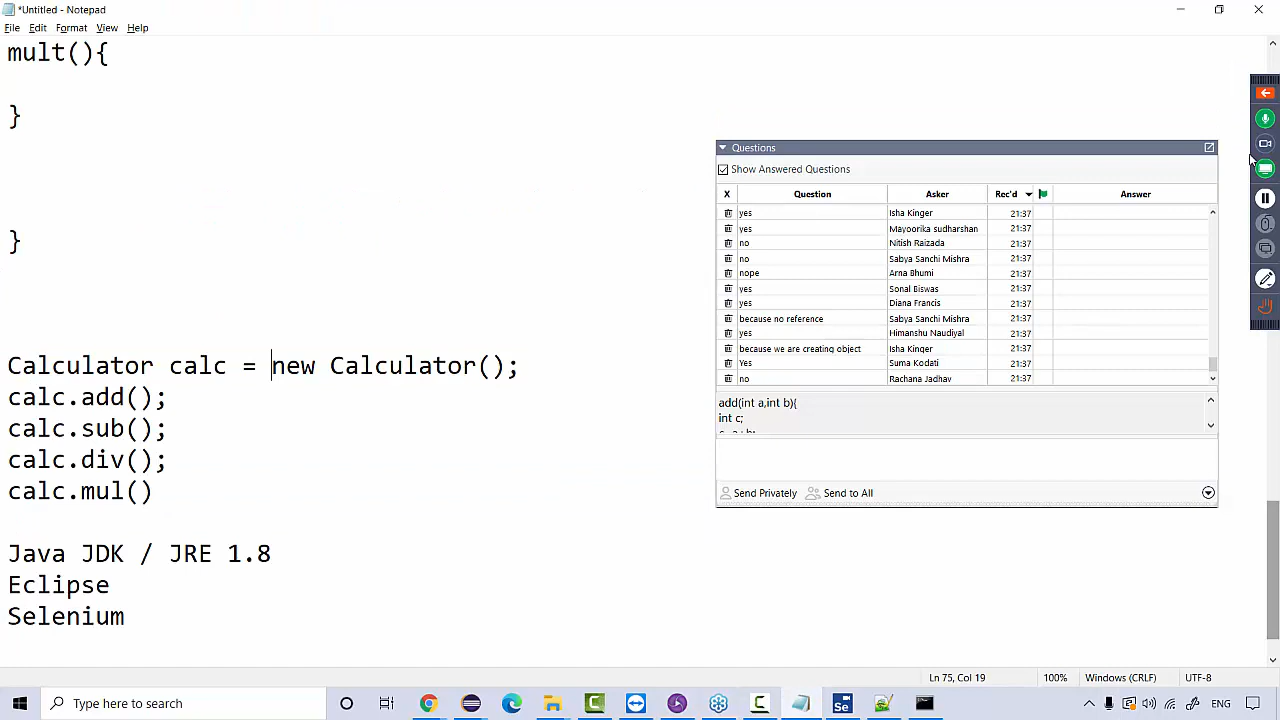 *Untitled - Notepad
File Edit Format View Help
mult(){
}
}
Calculator calc = new Calculator();
calc.add();
calc.sub();
calc.div();
calc.mul()
Java JDK / JRE 1.8
Eclipse
Selenium
Questions
Show Answered Questions
X Question Asker Rec'd Answer
yes Isha Kinger 21:37
yes Mayoorika sudharshan 21:37
no Nitish Raizada 21:37
no Sabya Sanchi Mishra 21:37
nope Arna Bhumi 21:37
yes Sonal Biswas 21:37
yes Diana Francis 21:37
because no reference Sabya Sanchi Mishra 21:37
yes Himanshu Naudiyal 21:37
because we are creating object Isha Kinger 21:37
Yes Suma Kodati 21:37
no Rachana Jadhav 21:37
add(int a,int b){
int c;
Send Privately Send to All
Ln 75, Col 19 100% Windows (CRLF) UTF-8
Type here to search Se ENG